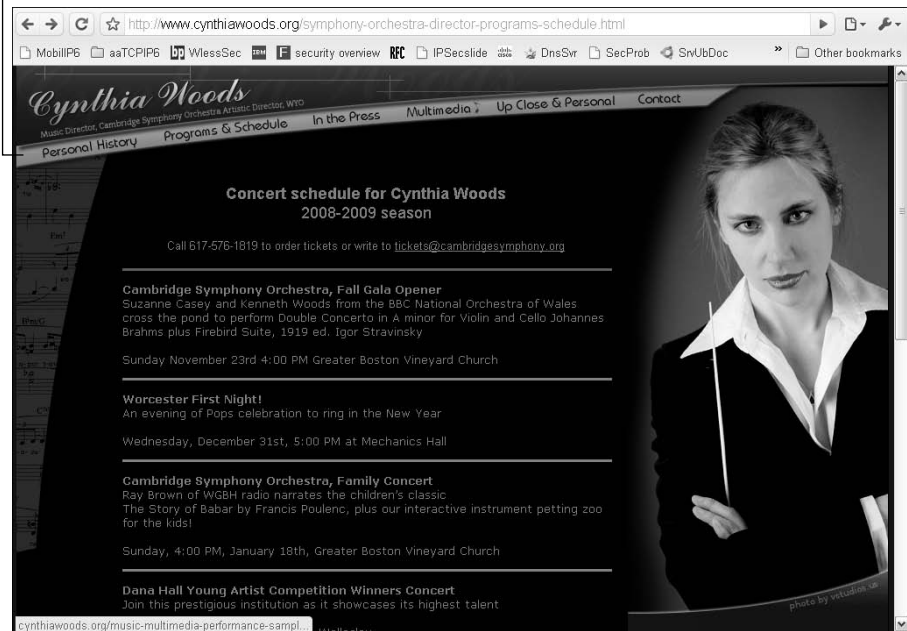 http://www.cynthiawoods.org/symphony-orchestra-director-programs-schedule.html
MobilIP6 aaTCPIP6 WlessSec IBM F security overview RFC IPSecslide DnsSvr SecProb SrvUbDoc » Other bookmarks
Cynthia Woods
Music Director, Cambridge Symphony Orchestra Artistic Director, WYO
Personal History Programs & Schedule In the Press Multimedia Up Close & Personal Contact
Concert schedule for Cynthia Woods
2008-2009 season
Call 617-576-1819 to order tickets or write to tickets@cambridgesymphony.org
Cambridge Symphony Orchestra, Fall Gala Opener
Suzanne Casey and Kenneth Woods from the BBC National Orchestra of Wales
cross the pond to perform Double Concerto in A minor for Violin and Cello Johannes
Brahms plus Firebird Suite, 1919 ed. Igor Stravinsky
Sunday November 23rd 4:00 PM Greater Boston Vineyard Church
Worcester First Night!
An evening of Pops celebration to ring in the New Year
Wednesday, December 31st, 5:00 PM at Mechanics Hall
Cambridge Symphony Orchestra, Family Concert
Ray Brown of WGBH radio narrates the children's classic
The Story of Babar by Francis Poulenc, plus our interactive instrument petting zoo
for the kids!
Sunday, 4:00 PM, January 18th, Greater Boston Vineyard Church
Dana Hall Young Artist Competition Winners Concert
Join this prestigious institution as it showcases its highest talent
photo by vstudios.us
cynthiawoods.org/music-multimedia-performance-sampl...